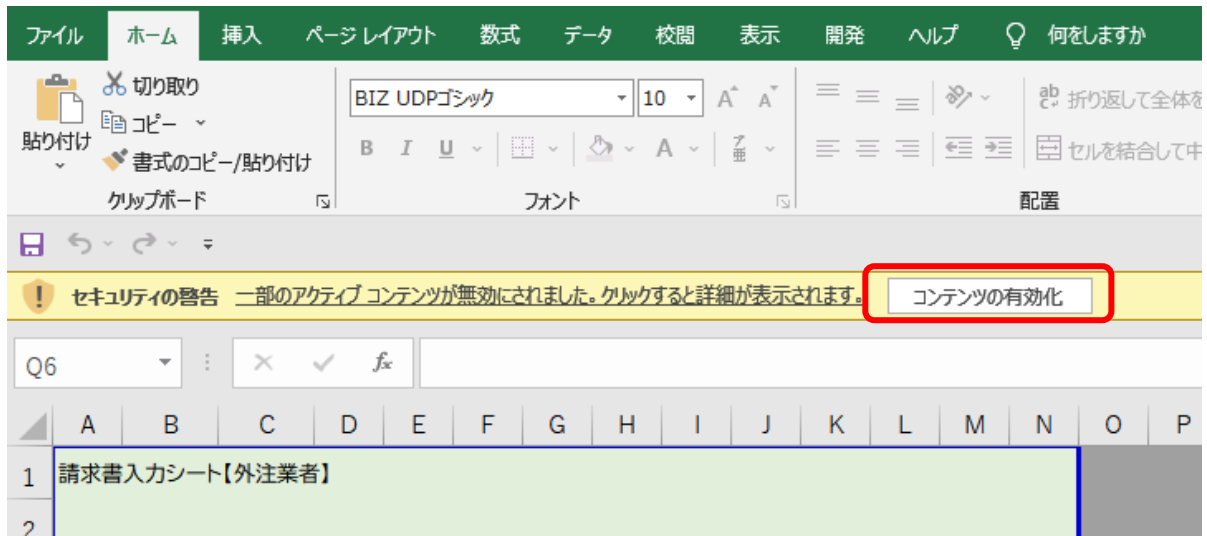 ファイル ホーム 挿入 ページ レイアウト 数式 データ 校閲 表示 開発 ヘルプ 何をしますか
切り取り
BIZ UDPゴシック 10 A A ab 折り返して全体を
コピー
貼り付け
B I U A ア亜 セルを結合して中
書式のコピー/貼り付け
クリップボード フォント 配置
セキュリティの警告 一部のアクティブ コンテンツが無効にされました。クリックすると詳細が表示されます。 コンテンツの有効化
Q6 fx
A B C D E F G H I J K L M N O P
1 請求書入力シート【外注業者】
2